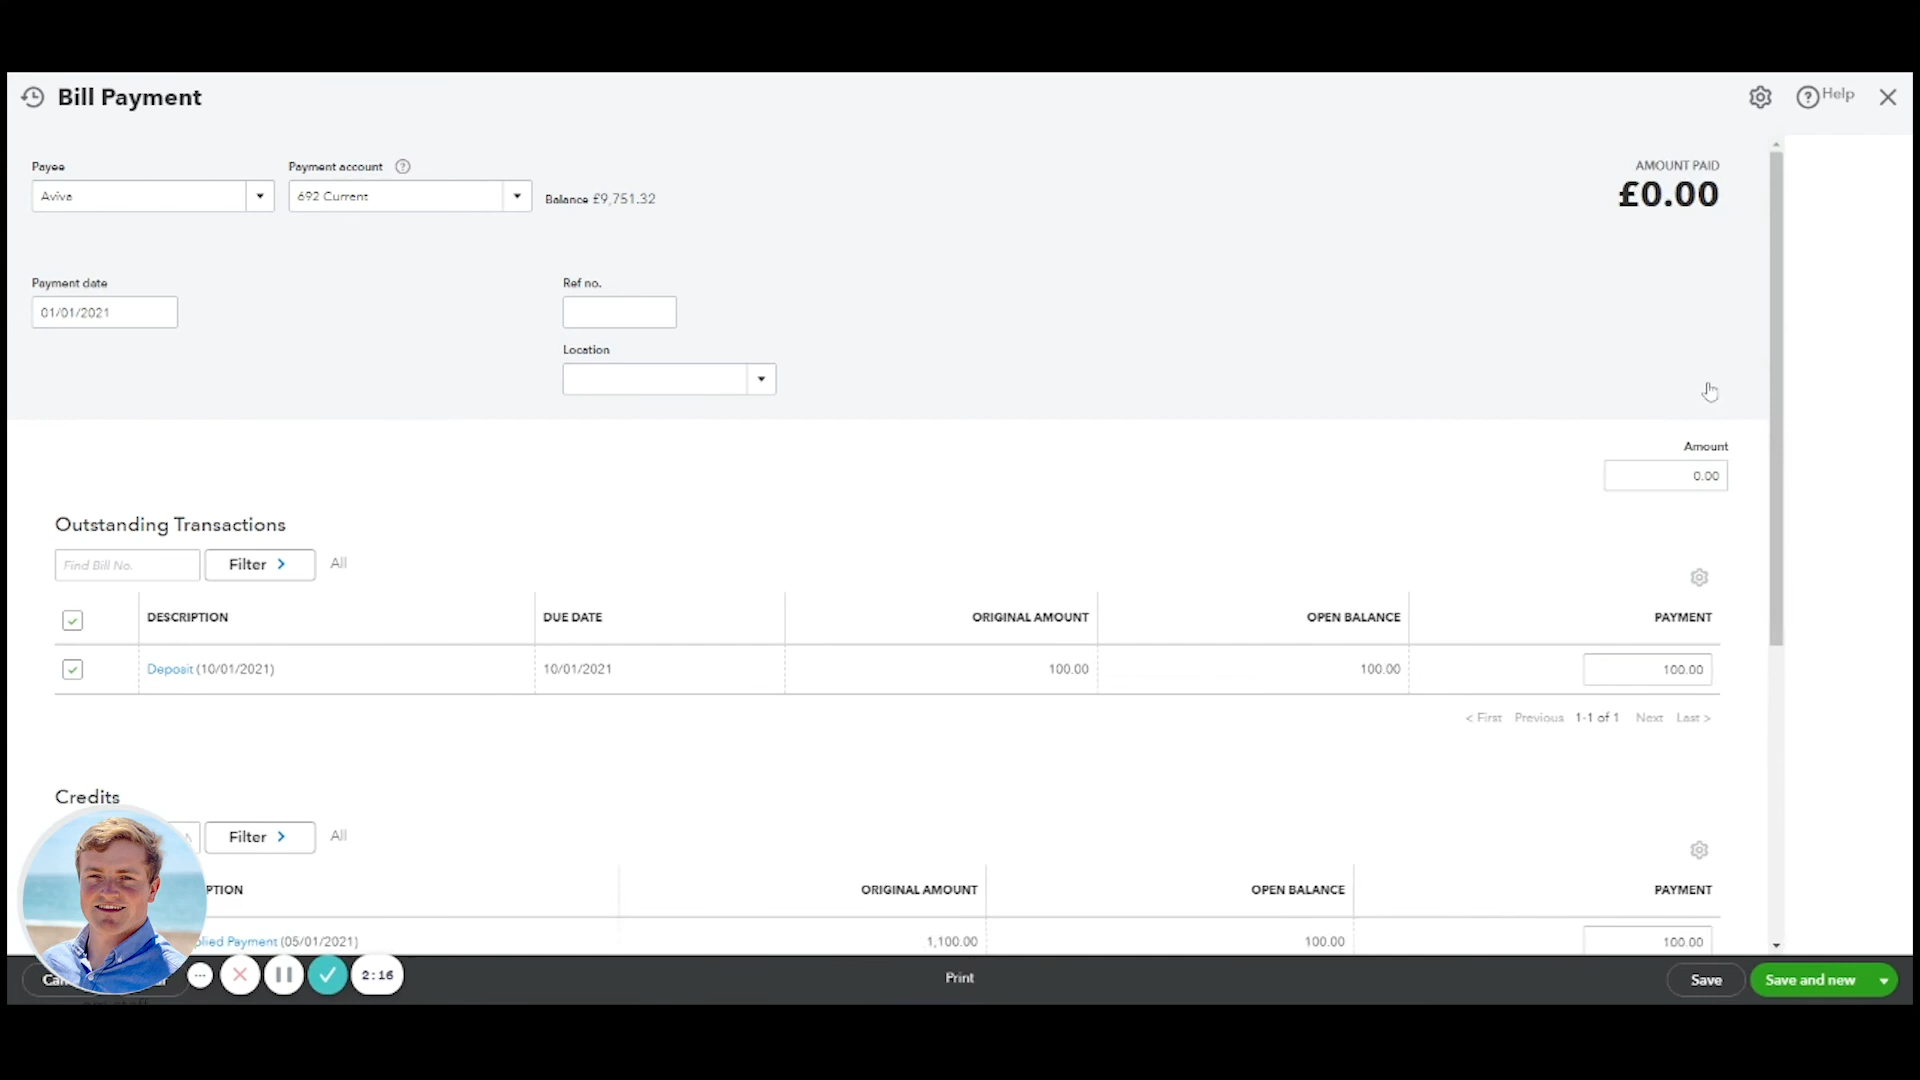 Bill Payment
Help
Payee
Payment account
AMOUNT PAID
Aviva
692 Current
Balance £9,751.32
£0.00
Payment date
Ref no.
01/01/2021
Location
Amount
0.00
Outstanding Transactions
Find Bill No.
Filter >
All
DESCRIPTION DUE DATE ORIGINAL AMOUNT OPEN BALANCE PAYMENT
Deposit (10/01/2021) 10/01/2021 100.00 100.00 100.00
< First Previous 1-1 of 1 Next Last >
Credits
Filter >
All
PTION ORIGINAL AMOUNT OPEN BALANCE PAYMENT
plied Payment (05/01/2021) 1,100.00 100.00 100.00
2:16
Print
Save
Save and new